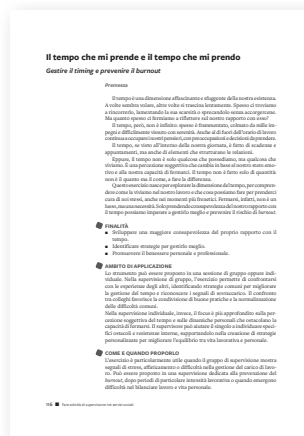 Il tempo che mi prende e il tempo che mi prendo
Gestire il timing e prevenire il burnout
Premessa
Il tempo è una dimensione affascinante e sfuggente della nostra esistenza.
A volte sembra volare, altre volte si trascina lentamente. Spesso ci troviamo
a rincorrerlo, lamentando la sua scarsità o sprecandolo senza accorgercene.
Ma quanto spesso ci fermiamo a riflettere sul nostro rapporto con esso?
Il tempo, però, non è infinito: spesso è frammentato, colmato da mille im-
pegni e difficilmente vissuto con serenità. Anche al di fuori dell'orario di lavoro
continua a occupare i nostri pensieri, con preoccupazioni o decisioni da prendere.
Il tempo, se visto all'interno della nostra giornata, è fatto di scadenze e
appuntamenti, ma anche di elementi che strutturano le relazioni.
Eppure, il tempo non è solo qualcosa che possediamo, ma qualcosa che
viviamo. È una percezione soggettiva che cambia in base al nostro stato emo-
tivo e alla nostra capacità di fermarci. Il tempo non è fatto solo di quantità:
non è il quanto ma il come, a fare la differenza.
Questo esercizio nasce per esplorare la dimensione del tempo, per compren-
dere come la viviamo nel nostro lavoro e che cosa possiamo fare per prenderci
cura di noi stessi, anche nei momenti più frenetici. Fermarsi, infatti, non è un
lusso, ma una necessità. Solo prendendo consapevolezza del nostro rapporto con
il tempo possiamo imparare a gestirlo meglio e prevenire il rischio di burnout.
FINALITÀ
■ Sviluppare una maggiore consapevolezza del proprio rapporto con il
tempo.
■ Identificare strategie per gestirlo meglio.
■ Promuovere il benessere personale e professionale.
AMBITO DI APPLICAZIONE
Lo strumento può essere proposto in una sessione di gruppo oppure indi-
viduale. Nella supervisione di gruppo, l'esercizio permette di confrontarsi
con le esperienze degli altri, identificando strategie comuni per migliorare
la gestione del tempo e riconoscere i segnali di sovraccarico. Il confronto
tra colleghi favorisce la condivisione di buone pratiche e la normalizzazione
delle difficoltà comuni.
Nella supervisione individuale, invece, il focus è più approfondito sulla per-
cezione soggettiva del tempo e sulle dinamiche personali che ostacolano la
capacità di fermarsi. Il supervisore può aiutare il singolo a individuare speci-
fici ostacoli e resistenze interne, supportandolo nella creazione di strategie
personalizzate per migliorare l'equilibrio tra vita lavorativa e personale.
COME E QUANDO PROPORLO
L'esercizio è particolarmente utile quando il gruppo di supervisione mostra
segnali di stress, affaticamento o difficoltà nella gestione del carico di lavo-
ro. Può essere proposto in una supervisione dedicata alla prevenzione del
burnout, dopo periodi di particolare intensità lavorativa o quando emergono
difficoltà nel bilanciare lavoro e vita personale.
116 ■